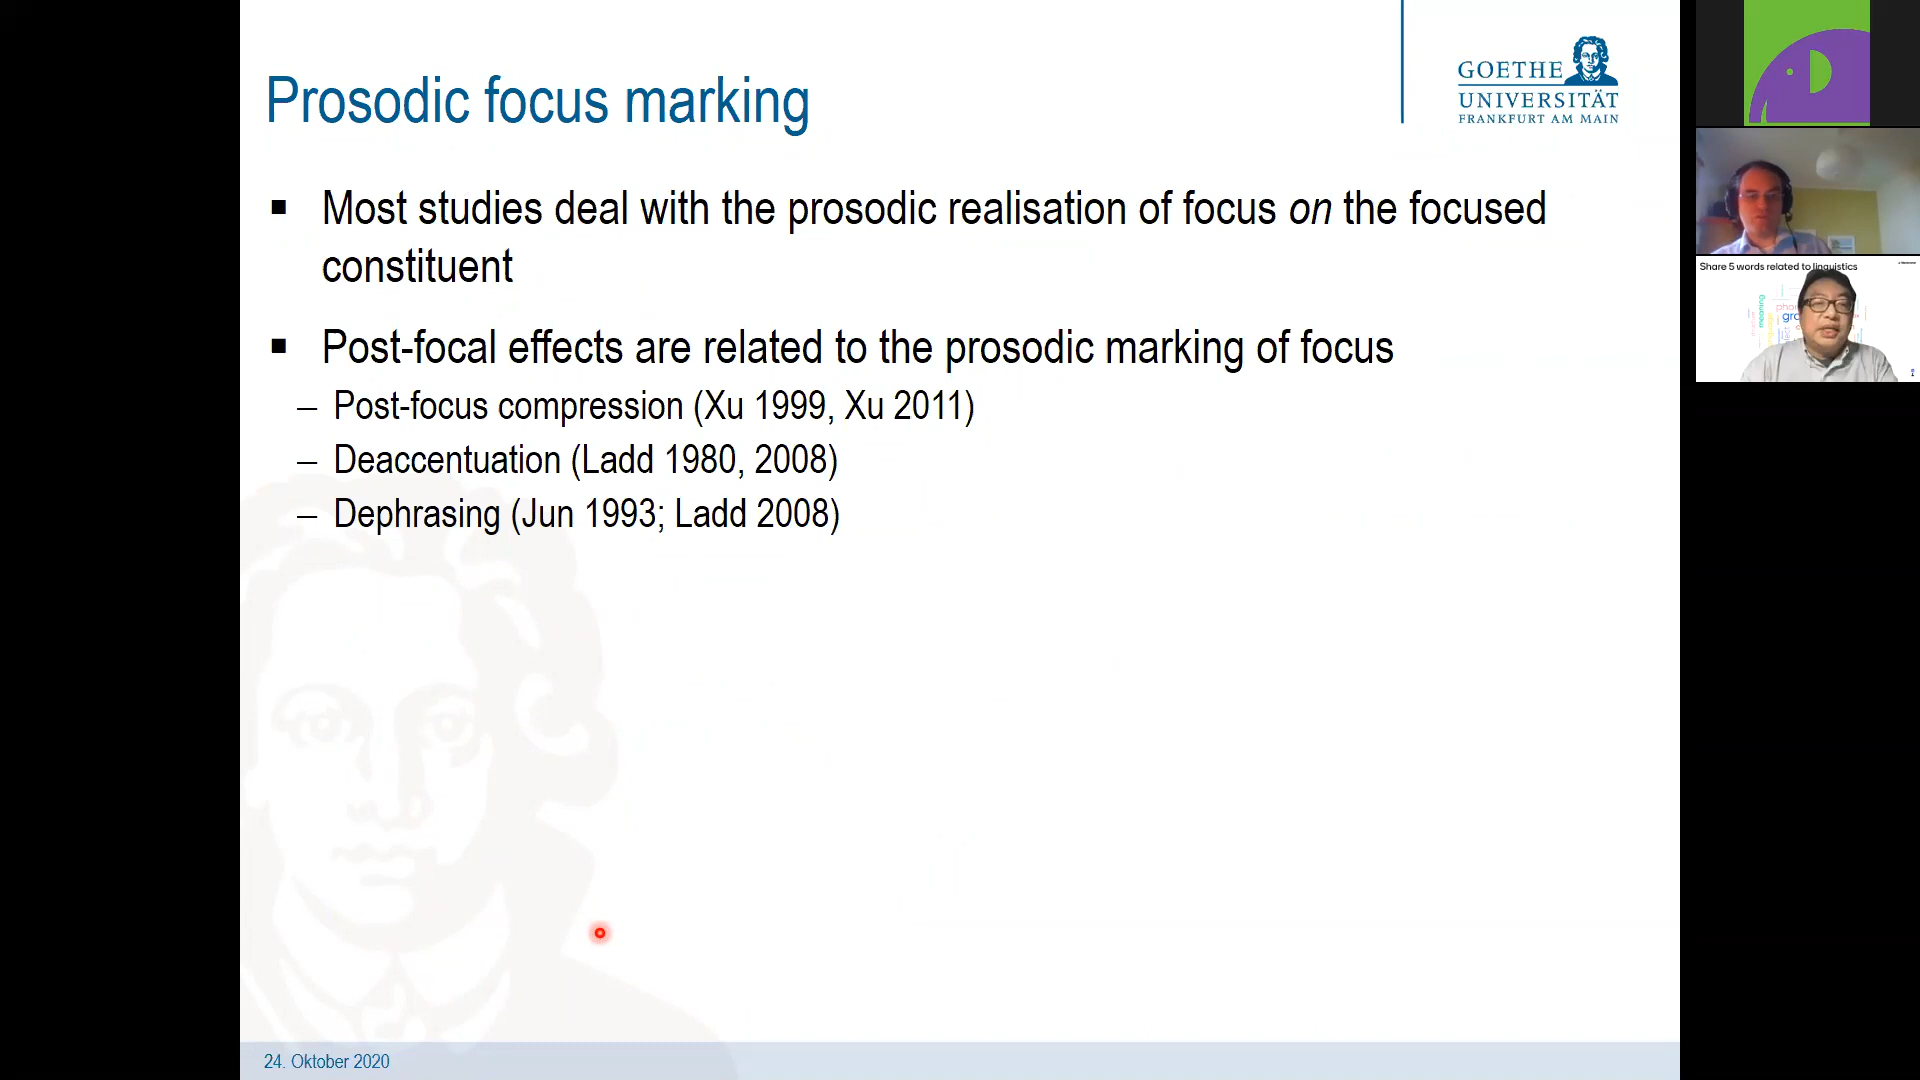 Prosodic focus marking
GOETHE
UNIVERSITÄT
FRANKFURT AM MAIN
Most studies deal with the prosodic realisation of focus on the focused
constituent
Post-focal effects are related to the prosodic marking of focus
– Post-focus compression (Xu 1999, Xu 2011)
– Deaccentuation (Ladd 1980, 2008)
– Dephrasing (Jun 1993; Ladd 2008)
24. Oktober 2020
Share 5 words related to linguistics
meaning